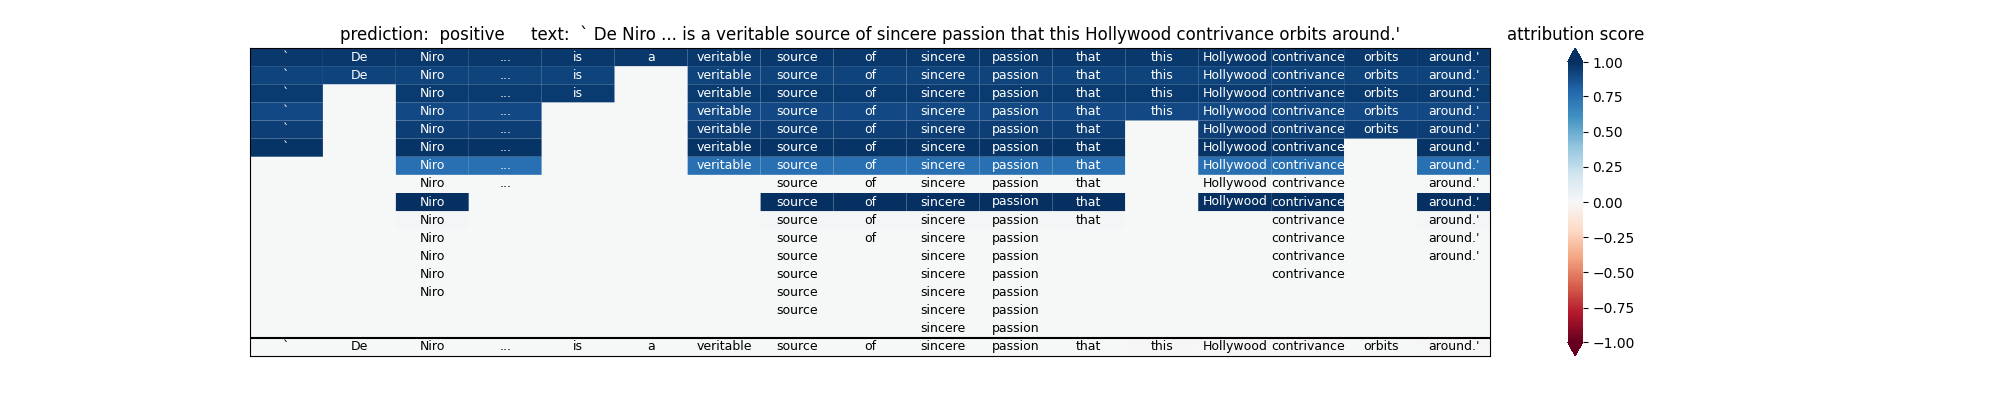 prediction:  positive     text:  ` De Niro ... is a veritable source of sincere passion that this Hollywood contrivance orbits around.'
attribution score
` De Niro ... is a veritable source of sincere passion that this Hollywood contrivance orbits around.'
` De Niro ... is veritable source of sincere passion that this Hollywood contrivance orbits around.'
` Niro ... is veritable source of sincere passion that this Hollywood contrivance orbits around.'
` Niro ... veritable source of sincere passion that this Hollywood contrivance orbits around.'
` Niro ... veritable source of sincere passion that Hollywood contrivance orbits around.'
` Niro ... veritable source of sincere passion that Hollywood contrivance around.'
Niro ... veritable source of sincere passion that Hollywood contrivance around.'
Niro ... source of sincere passion that Hollywood contrivance around.'
Niro source of sincere passion that Hollywood contrivance around.'
Niro source of sincere passion that contrivance around.'
Niro source of sincere passion contrivance around.'
Niro source sincere passion contrivance around.'
Niro source sincere passion contrivance
Niro source sincere passion
source sincere passion
sincere passion
` De Niro ... is a veritable source of sincere passion that this Hollywood contrivance orbits around.'
1.00
0.75
0.50
0.25
0.00
−0.25
−0.50
−0.75
−1.00